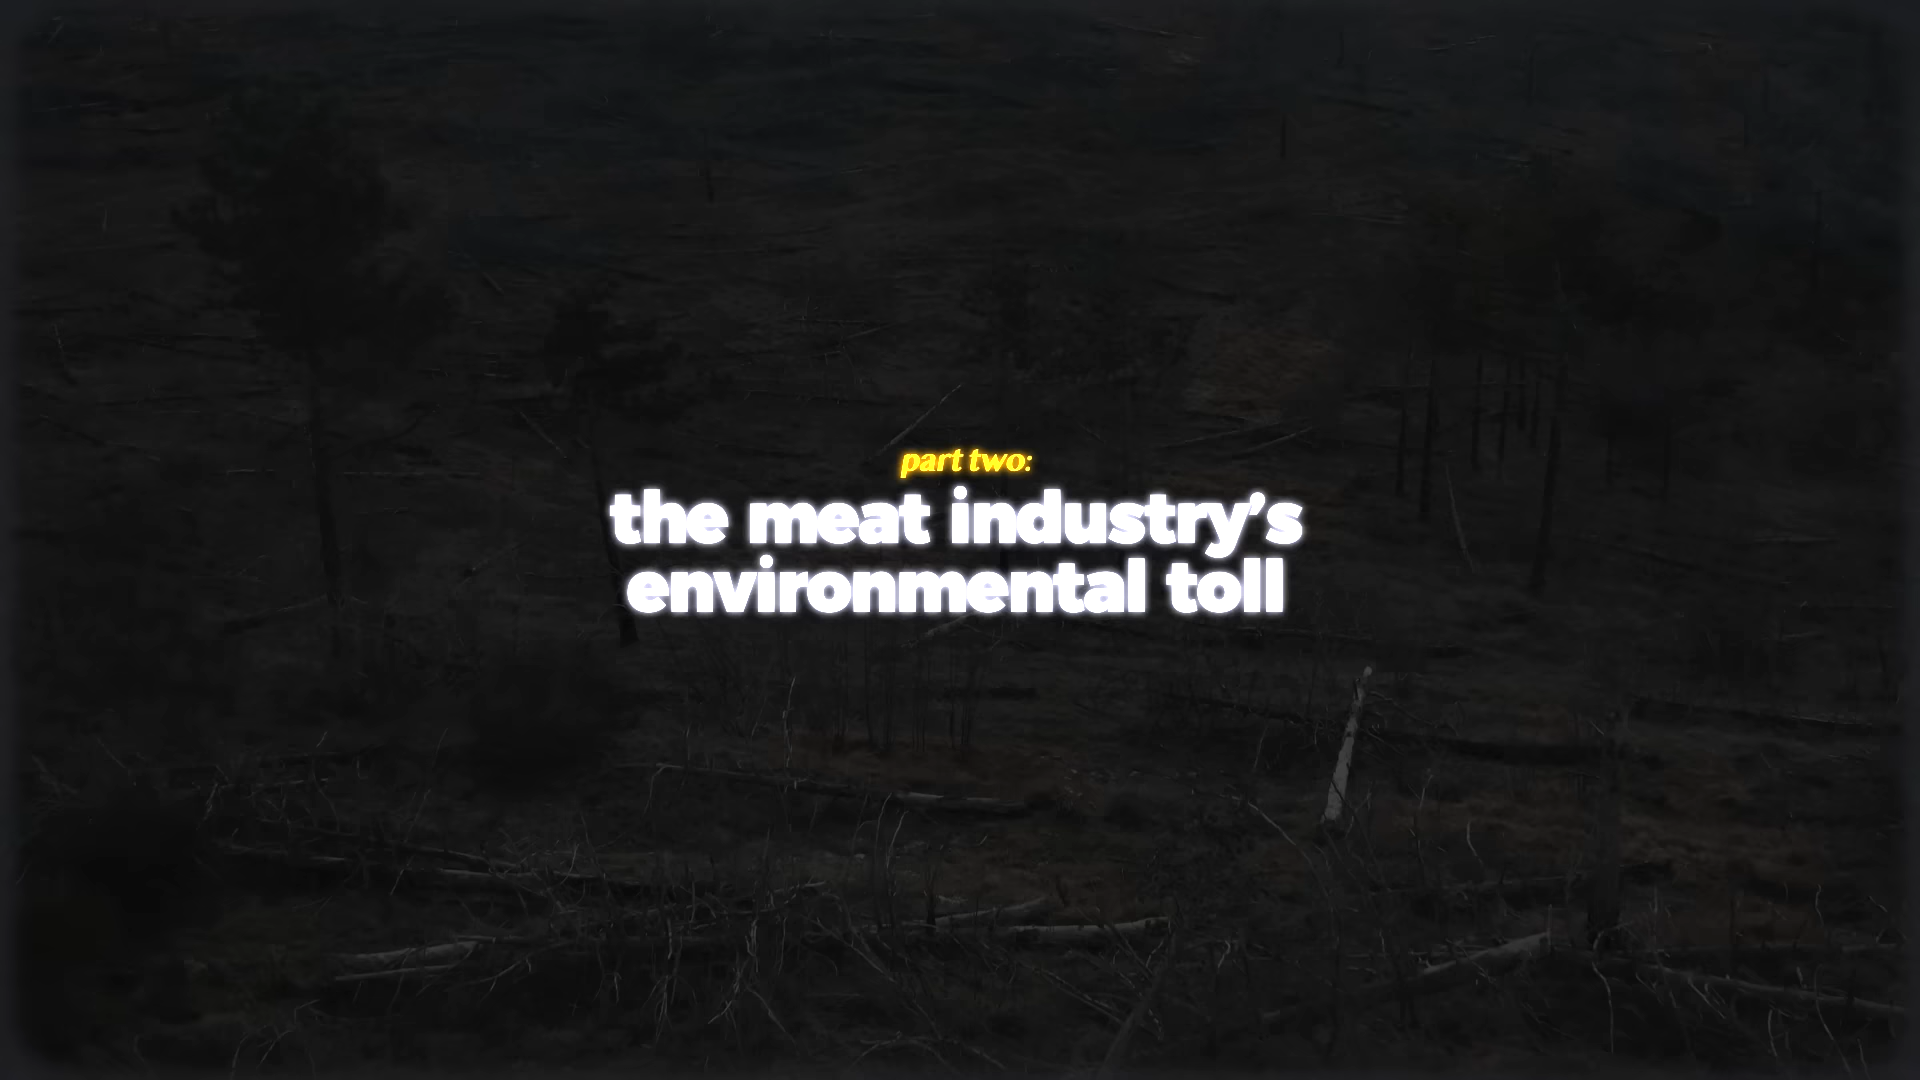 part two:
the meat industry’s
environmental toll